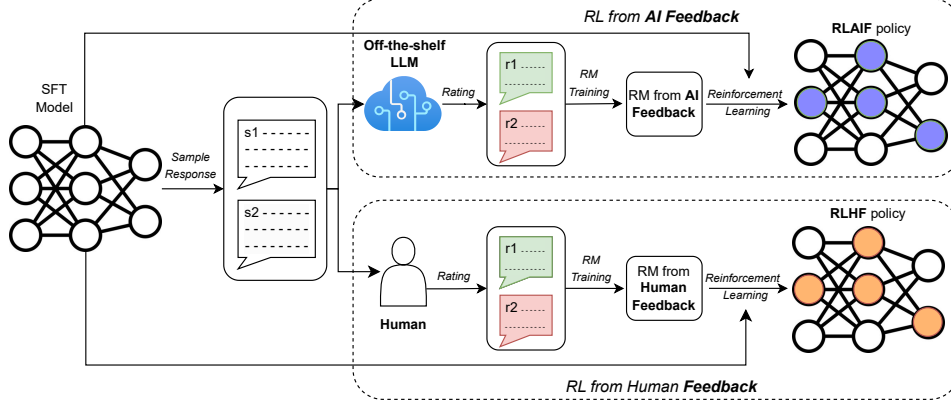 RL from AI Feedback
RLAIF policy
Off-the-shelf
LLM
SFT
Model
Sample
Response
s1
s2
Rating
r1
r2
RM
Training
RM from AI
Feedback
Reinforcement
Learning
RLHF policy
Human
Rating
r1
r2
RM
Training
RM from
Human
Feedback
Reinforcement
Learning
RL from Human Feedback